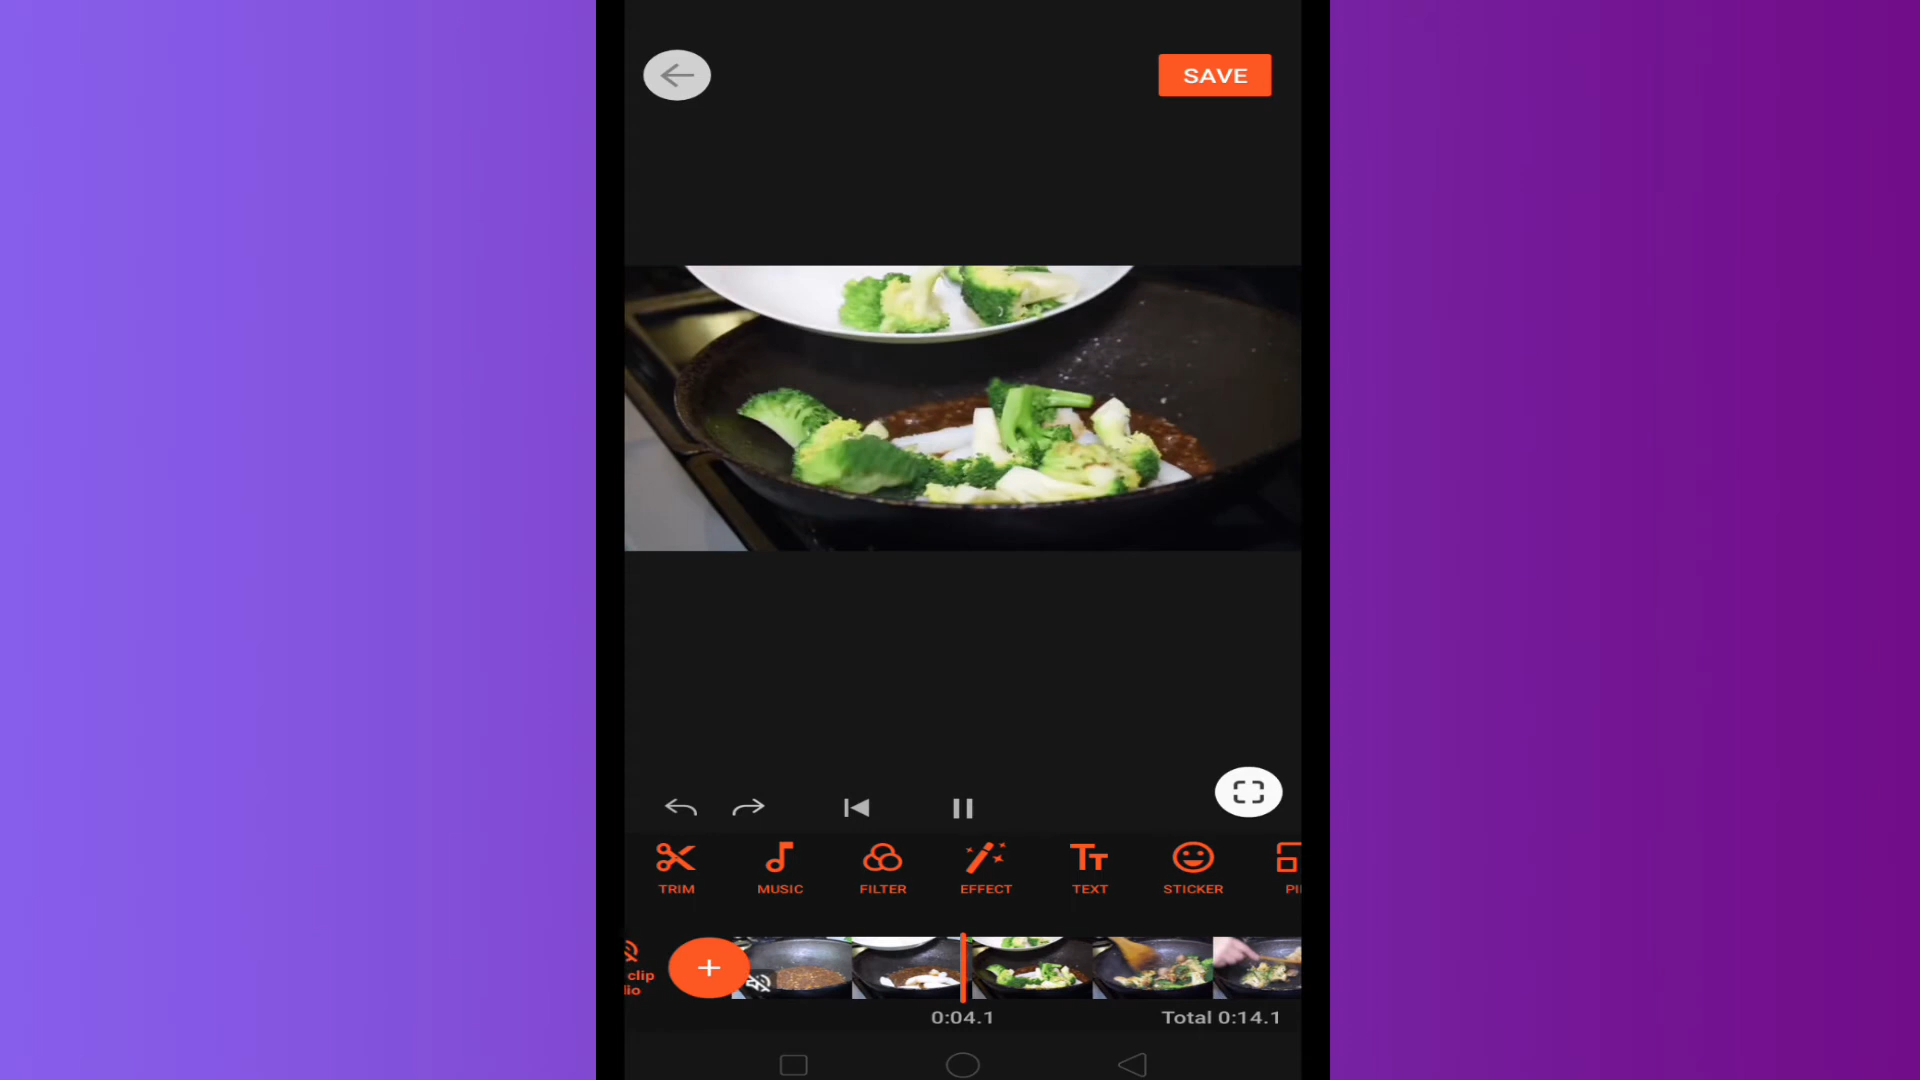 SAVE
TRIM
MUSIC
FILTER
EFFECT
TEXT
STICKER
clip
0:04.1
Total 0:14.1